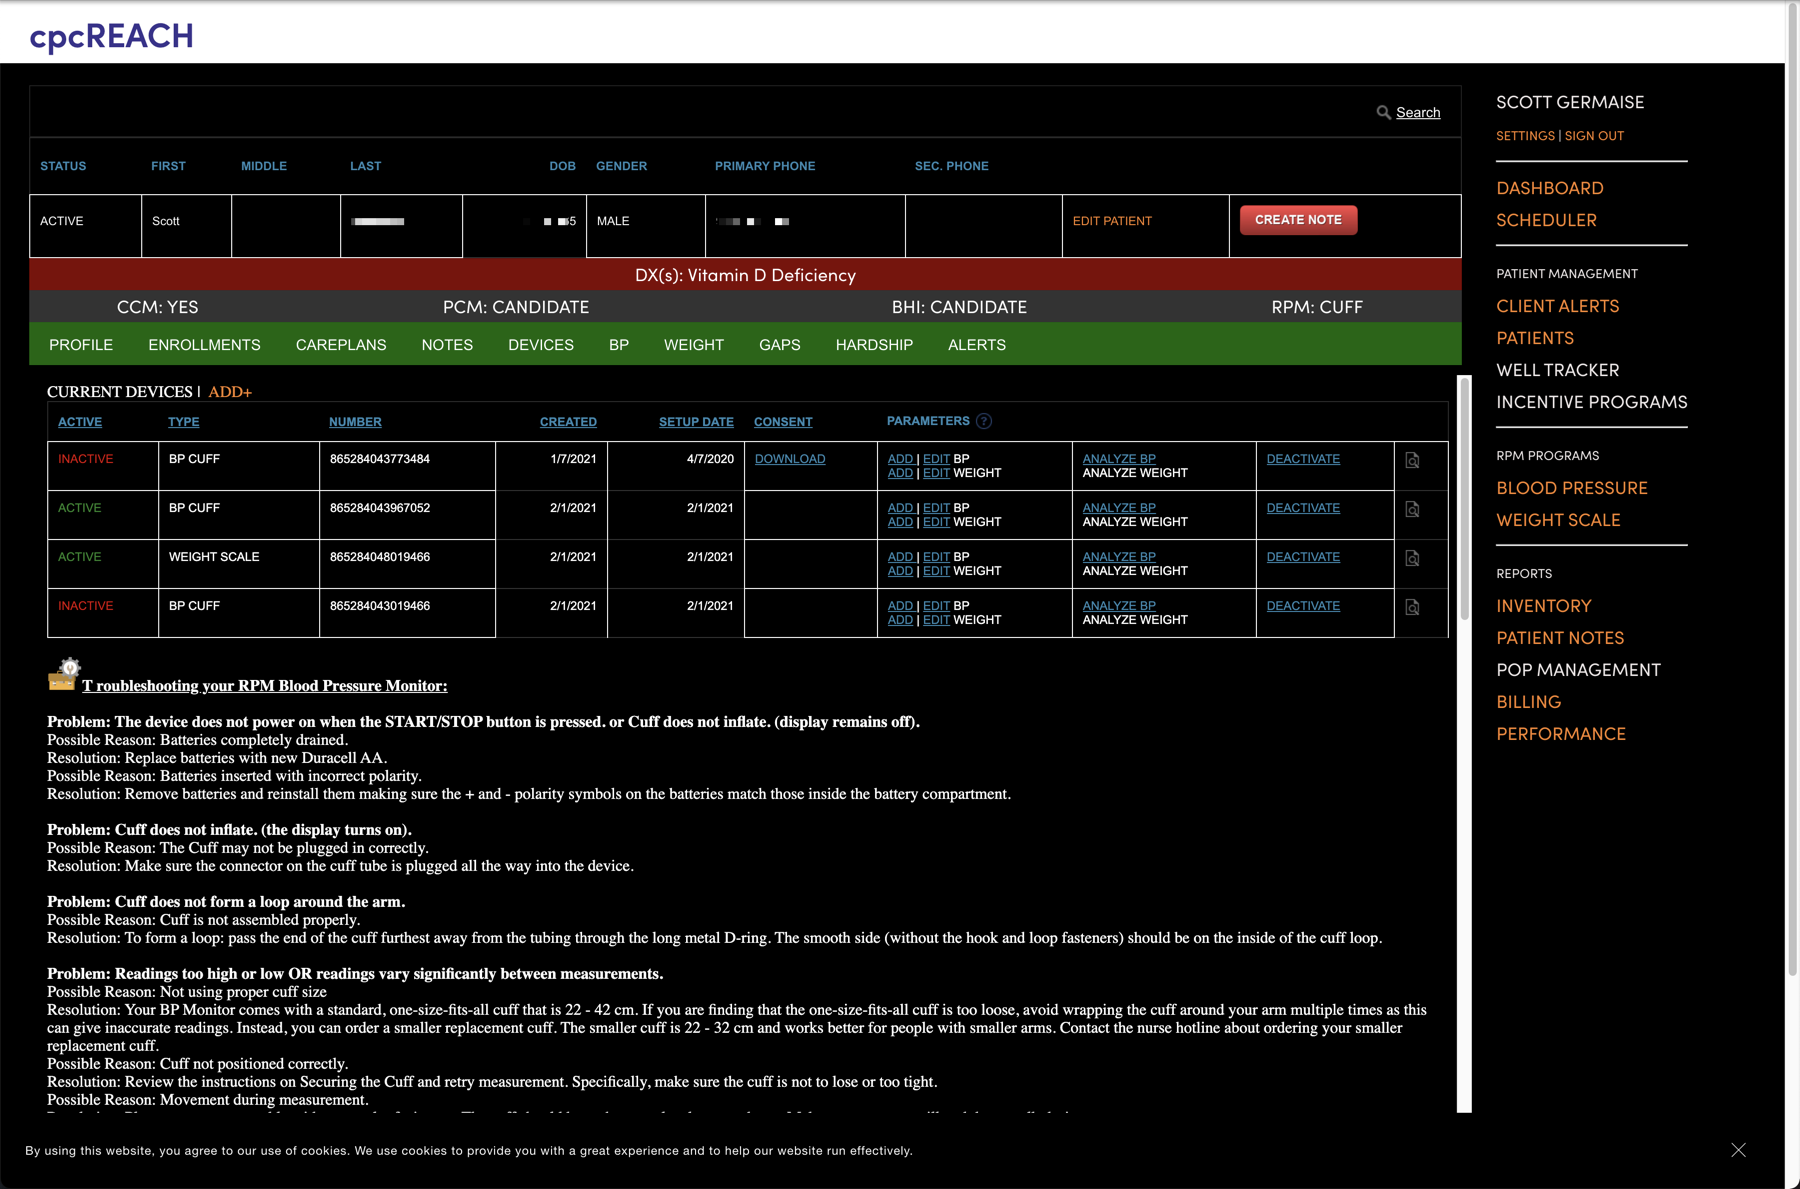 cpcREACH
Search
STATUS FIRST MIDDLE LAST DOB GENDER PRIMARY PHONE SEC. PHONE
ACTIVE Scott 5 MALE EDIT PATIENT CREATE NOTE
DX(s): Vitamin D Deficiency
CCM: YES PCM: CANDIDATE BHI: CANDIDATE RPM: CUFF
PROFILE ENROLLMENTS CAREPLANS NOTES DEVICES BP WEIGHT GAPS HARDSHIP ALERTS
CURRENT DEVICES | ADD+
ACTIVE TYPE NUMBER CREATED SETUP DATE CONSENT PARAMETERS ?
INACTIVE BP CUFF 865284043773484 1/7/2021 4/7/2020 DOWNLOAD ADD | EDIT BP ANALYZE BP DEACTIVATE
ADD | EDIT WEIGHT ANALYZE WEIGHT
ACTIVE BP CUFF 865284043967052 2/1/2021 2/1/2021 ADD | EDIT BP ANALYZE BP DEACTIVATE
ADD | EDIT WEIGHT ANALYZE WEIGHT
ACTIVE WEIGHT SCALE 865284048019466 2/1/2021 2/1/2021 ADD | EDIT BP ANALYZE BP DEACTIVATE
ADD | EDIT WEIGHT ANALYZE WEIGHT
INACTIVE BP CUFF 865284043019466 2/1/2021 2/1/2021 ADD | EDIT BP ANALYZE BP DEACTIVATE
ADD | EDIT WEIGHT ANALYZE WEIGHT
T roubleshooting your RPM Blood Pressure Monitor:
Problem: The device does not power on when the START/STOP button is pressed. or Cuff does not inflate. (display remains off).
Possible Reason: Batteries completely drained.
Resolution: Replace batteries with new Duracell AA.
Possible Reason: Batteries inserted with incorrect polarity.
Resolution: Remove batteries and reinstall them making sure the + and - polarity symbols on the batteries match those inside the battery compartment.
Problem: Cuff does not inflate. (the display turns on).
Possible Reason: The Cuff may not be plugged in correctly.
Resolution: Make sure the connector on the cuff tube is plugged all the way into the device.
Problem: Cuff does not form a loop around the arm.
Possible Reason: Cuff is not assembled properly.
Resolution: To form a loop: pass the end of the cuff furthest away from the tubing through the long metal D-ring. The smooth side (without the hook and loop fasteners) should be on the inside of the cuff loop.
Problem: Readings too high or low OR readings vary significantly between measurements.
Possible Reason: Not using proper cuff size
Resolution: Your BP Monitor comes with a standard, one-size-fits-all cuff that is 22 - 42 cm. If you are finding that the one-size-fits-all cuff is too loose, avoid wrapping the cuff around your arm multiple times as this
can give inaccurate readings. Instead, you can order a smaller replacement cuff. The smaller cuff is 22 - 32 cm and works better for people with smaller arms. Contact the nurse hotline about ordering your smaller
replacement cuff.
Possible Reason: Cuff not positioned correctly.
Resolution: Review the instructions on Securing the Cuff and retry measurement. Specifically, make sure the cuff is not to lose or too tight.
Possible Reason: Movement during measurement.
SCOTT GERMAISE
SETTINGS | SIGN OUT
DASHBOARD
SCHEDULER
PATIENT MANAGEMENT
CLIENT ALERTS
PATIENTS
WELL TRACKER
INCENTIVE PROGRAMS
RPM PROGRAMS
BLOOD PRESSURE
WEIGHT SCALE
REPORTS
INVENTORY
PATIENT NOTES
POP MANAGEMENT
BILLING
PERFORMANCE
By using this website, you agree to our use of cookies. We use cookies to provide you with a great experience and to help our website run effectively.